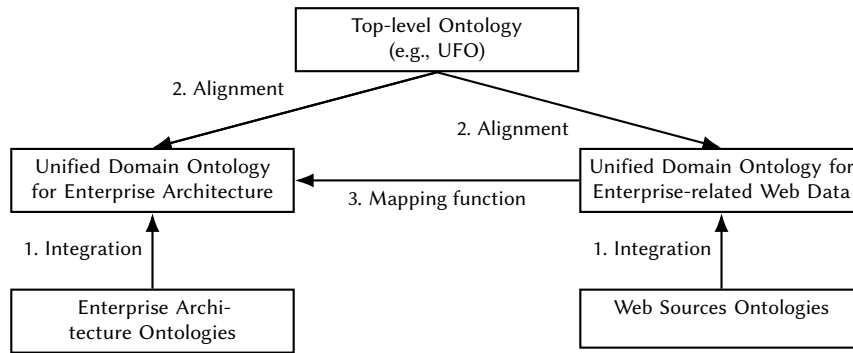 Top-level Ontology
(e.g., UFO)
2. Alignment
2. Alignment
Unified Domain Ontology
for Enterprise Architecture
Unified Domain Ontology for
Enterprise-related Web Data
3. Mapping function
1. Integration
1. Integration
Enterprise Archi-
tecture Ontologies
Web Sources Ontologies